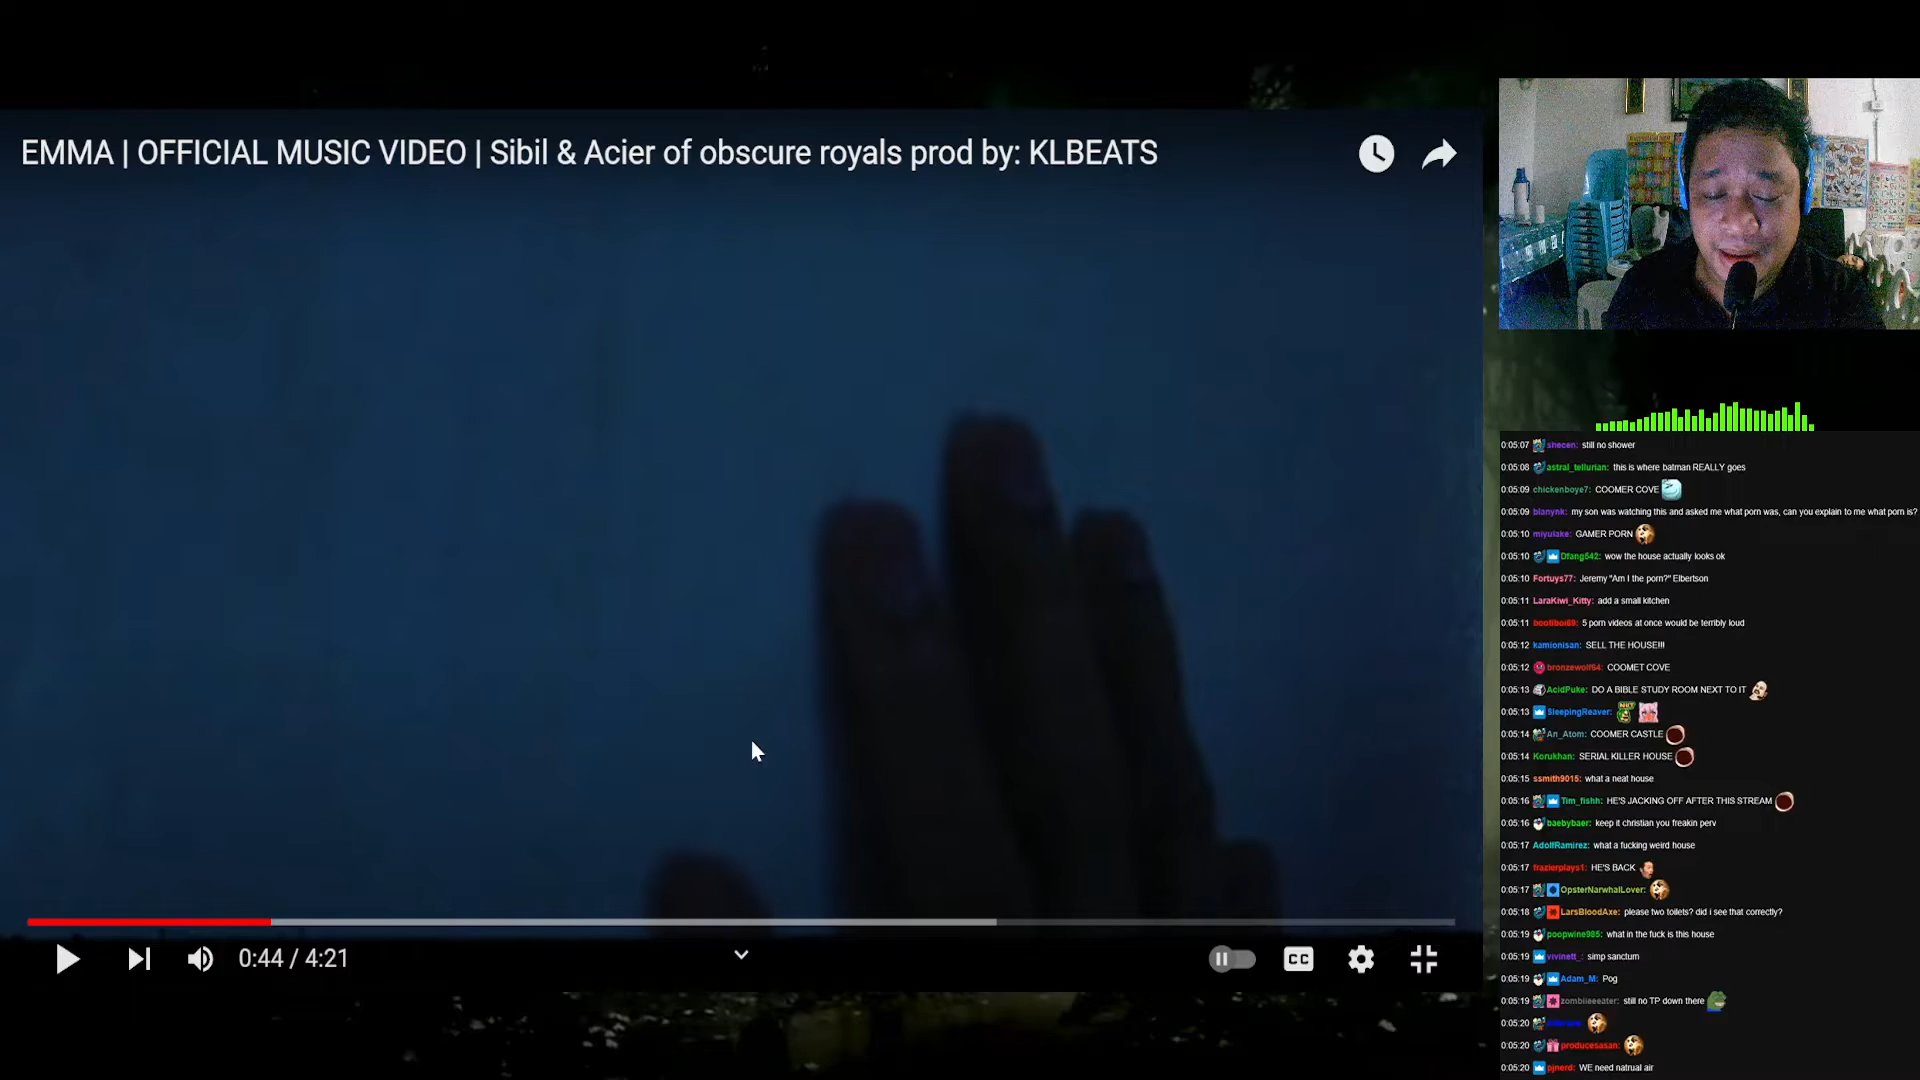 EMMA | OFFICIAL MUSIC VIDEO | Sibil & Acier of obscure royals prod by: KLBEATS
0:44 / 4:21
CC
0:05:07 shecen: still no shower
0:05:08 astral_tellurian: this is where batman REALLY goes
0:05:09 chickenboye7: COOMER COVE
0:05:09 blanynk: my son was watching this and asked me what porn was, can you explain to me what porn is?
0:05:10 miyulake: GAMER PORN
0:05:10 Dfang542: wow the house actually looks ok
0:05:10 Fortuys77: Jeremy "Am I the porn?" Elbertson
0:05:11 LaraKiwi_Kitty: add a small kitchen
0:05:11 bootlboi89: 5 porn videos at once would be terribly loud
0:05:12 kamionisan: SELL THE HOUSE!!!
0:05:12 bronzewolf64: COOMET COVE
0:05:13 AcidPuke: DO A BIBLE STUDY ROOM NEXT TO IT
0:05:13 SleepingReaver:
0:05:14 An_Atom: COOMER CASTLE
0:05:14 Korukhan: SERIAL KILLER HOUSE
0:05:15 ssmith9015: what a neat house
0:05:16 Tim_fishh: HE'S JACKING OFF AFTER THIS STREAM
0:05:16 baebybaer: keep it christian you freakin perv
0:05:17 AdolfRamirez: what a fucking weird house
0:05:17 frazierplays1: HE'S BACK
0:05:17 OpsterNarwhalLover:
0:05:18 LarsBloodAxe: please two toilets? did i see that correctly?
0:05:19 poopwine985: what in the fuck is this house
0:05:19 vivinett_: simp sanctum
0:05:19 Adam_M: Pog
0:05:19 zombiieeater: still no TP down there
0:05:20
0:05:20 producesasan:
0:05:20 pjnerd: WE need natrual air